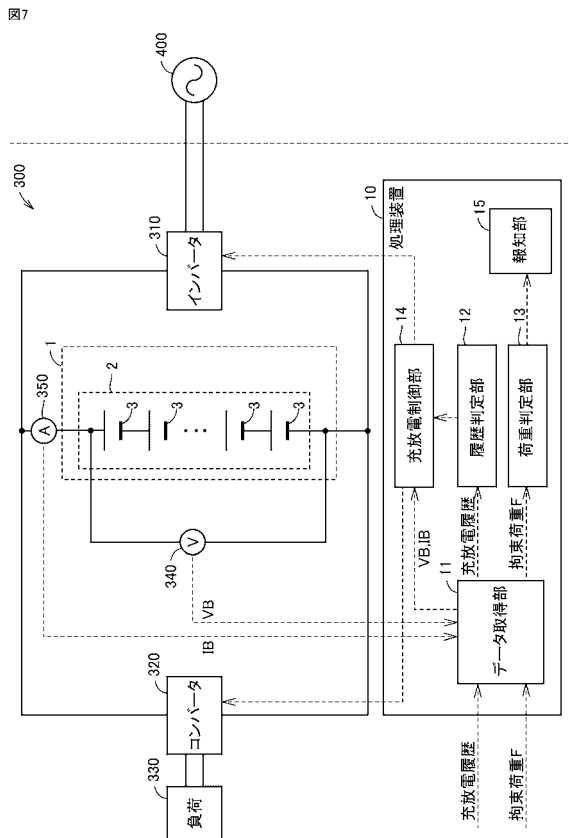 図7
300
400
310
インバータ
1
350
A
2
3
3
3
3
340
V
VB
IB
320
コンバータ
330
負荷
10
処理装置
14
充放電制御部
12
履歴判定部
13
荷重判定部
15
報知部
VB,IB
充放電履歴
拘束荷重F
11
データ取得部
充放電履歴
拘束荷重F